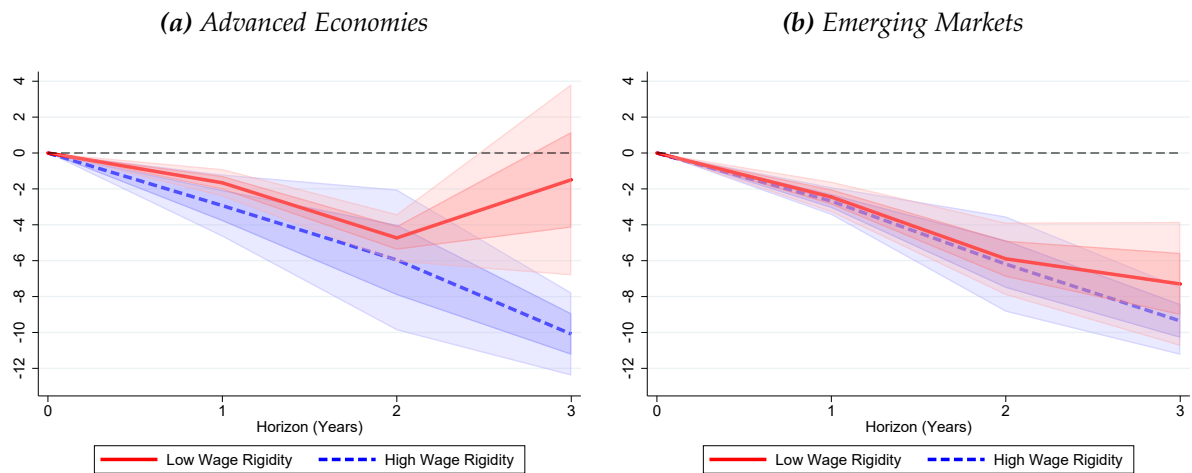 (a) Advanced Economies
4
2
0
-2
-4
-6
-8
-10
-12
0 1 2 3
Horizon (Years)
Low Wage Rigidity High Wage Rigidity
(b) Emerging Markets
4
2
0
-2
-4
-6
-8
-10
-12
0 1 2 3
Horizon (Years)
Low Wage Rigidity High Wage Rigidity